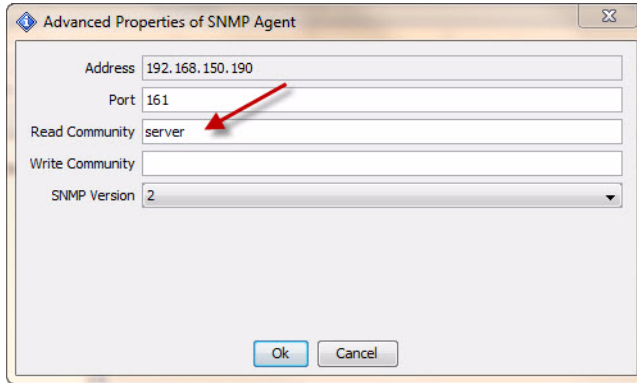 Advanced Properties of SNMP Agent
Address 192.168.150.190
Port 161
Read Community server
Write Community
SNMP Version 2
Ok Cancel